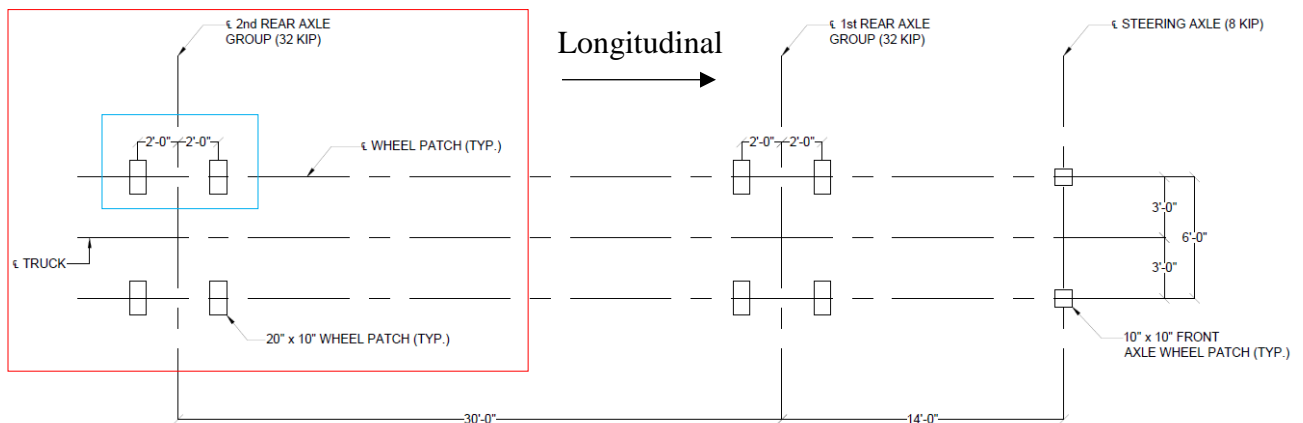 ℄ 2nd REAR AXLE
GROUP (32 KIP)
Longitudinal
℄ 1st REAR AXLE
GROUP (32 KIP)
℄ STEERING AXLE (8 KIP)
2'-0" 2'-0"
℄ WHEEL PATCH (TYP.)
2'-0" 2'-0"
3'-0"
6'-0"
3'-0"
℄ TRUCK
20" x 10" WHEEL PATCH (TYP.)
10" x 10" FRONT
AXLE WHEEL PATCH (TYP.)
30'-0"
14'-0"